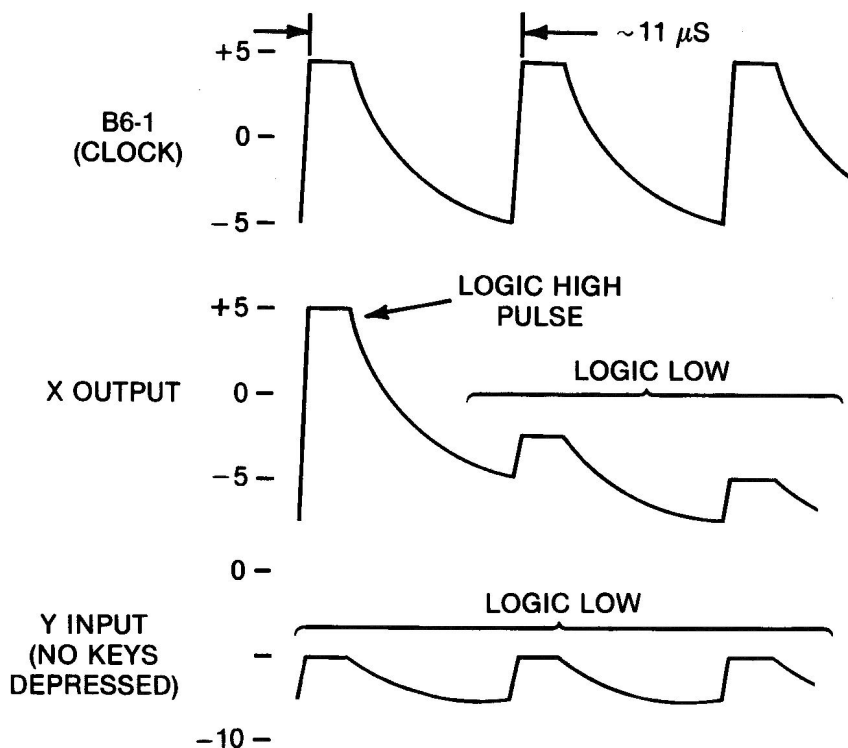 +5 –
~11 μS
B6-1
(CLOCK)
0 –
–5 –
+5 –
LOGIC HIGH
PULSE
X OUTPUT
0 –
LOGIC LOW
–5 –
0 –
LOGIC LOW
Y INPUT
(NO KEYS
DEPRESSED)
–
–10 –